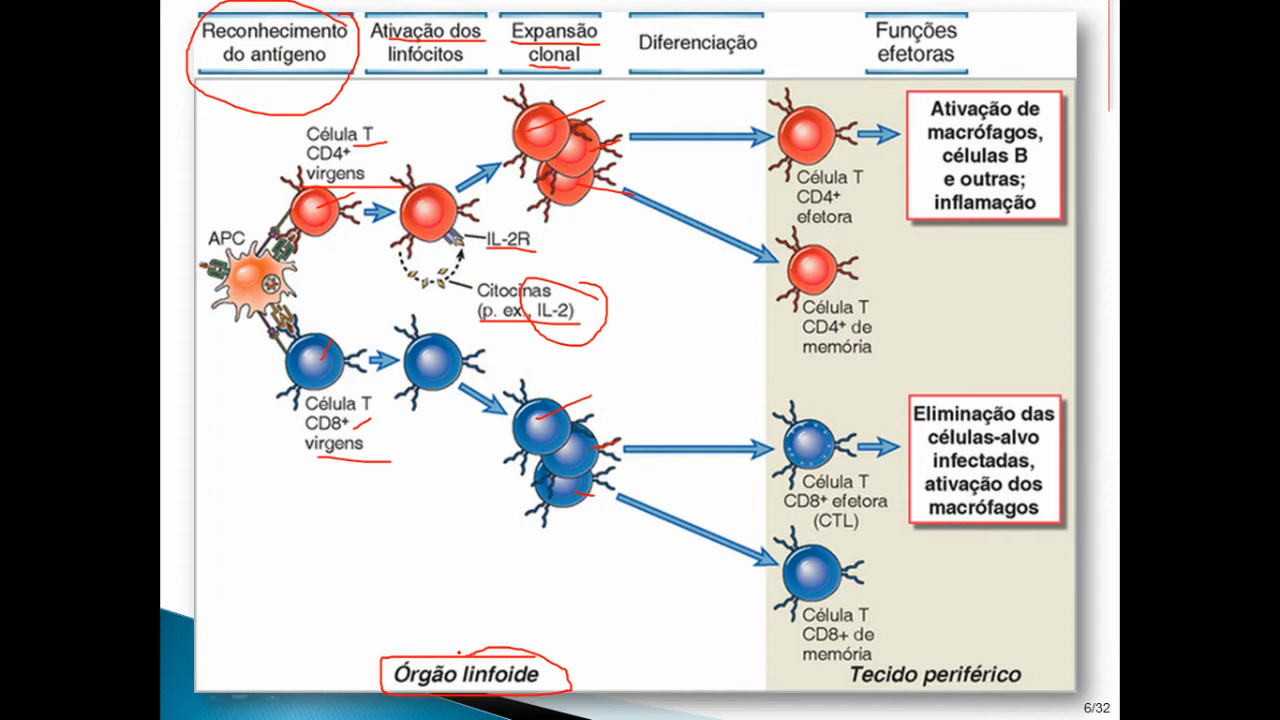 Reconhecimento
do antígeno
Ativação dos
linfócitos
Expansão
clonal
Diferenciação
Funções
efetoras
Célula T
CD4+
virgens
APC
IL-2R
Citocinas
(p. ex., IL-2)
Célula T
CD8+
virgens
Célula T
CD4+
efetora
Ativação de
macrófagos,
células B
e outras;
inflamação
Célula T
CD4+ de
memória
Célula T
CD8+ efetora
(CTL)
Eliminação das
células-alvo
infectadas,
ativação dos
macrófagos
Célula T
CD8+ de
memória
Órgão linfoide
Tecido periférico
6/32